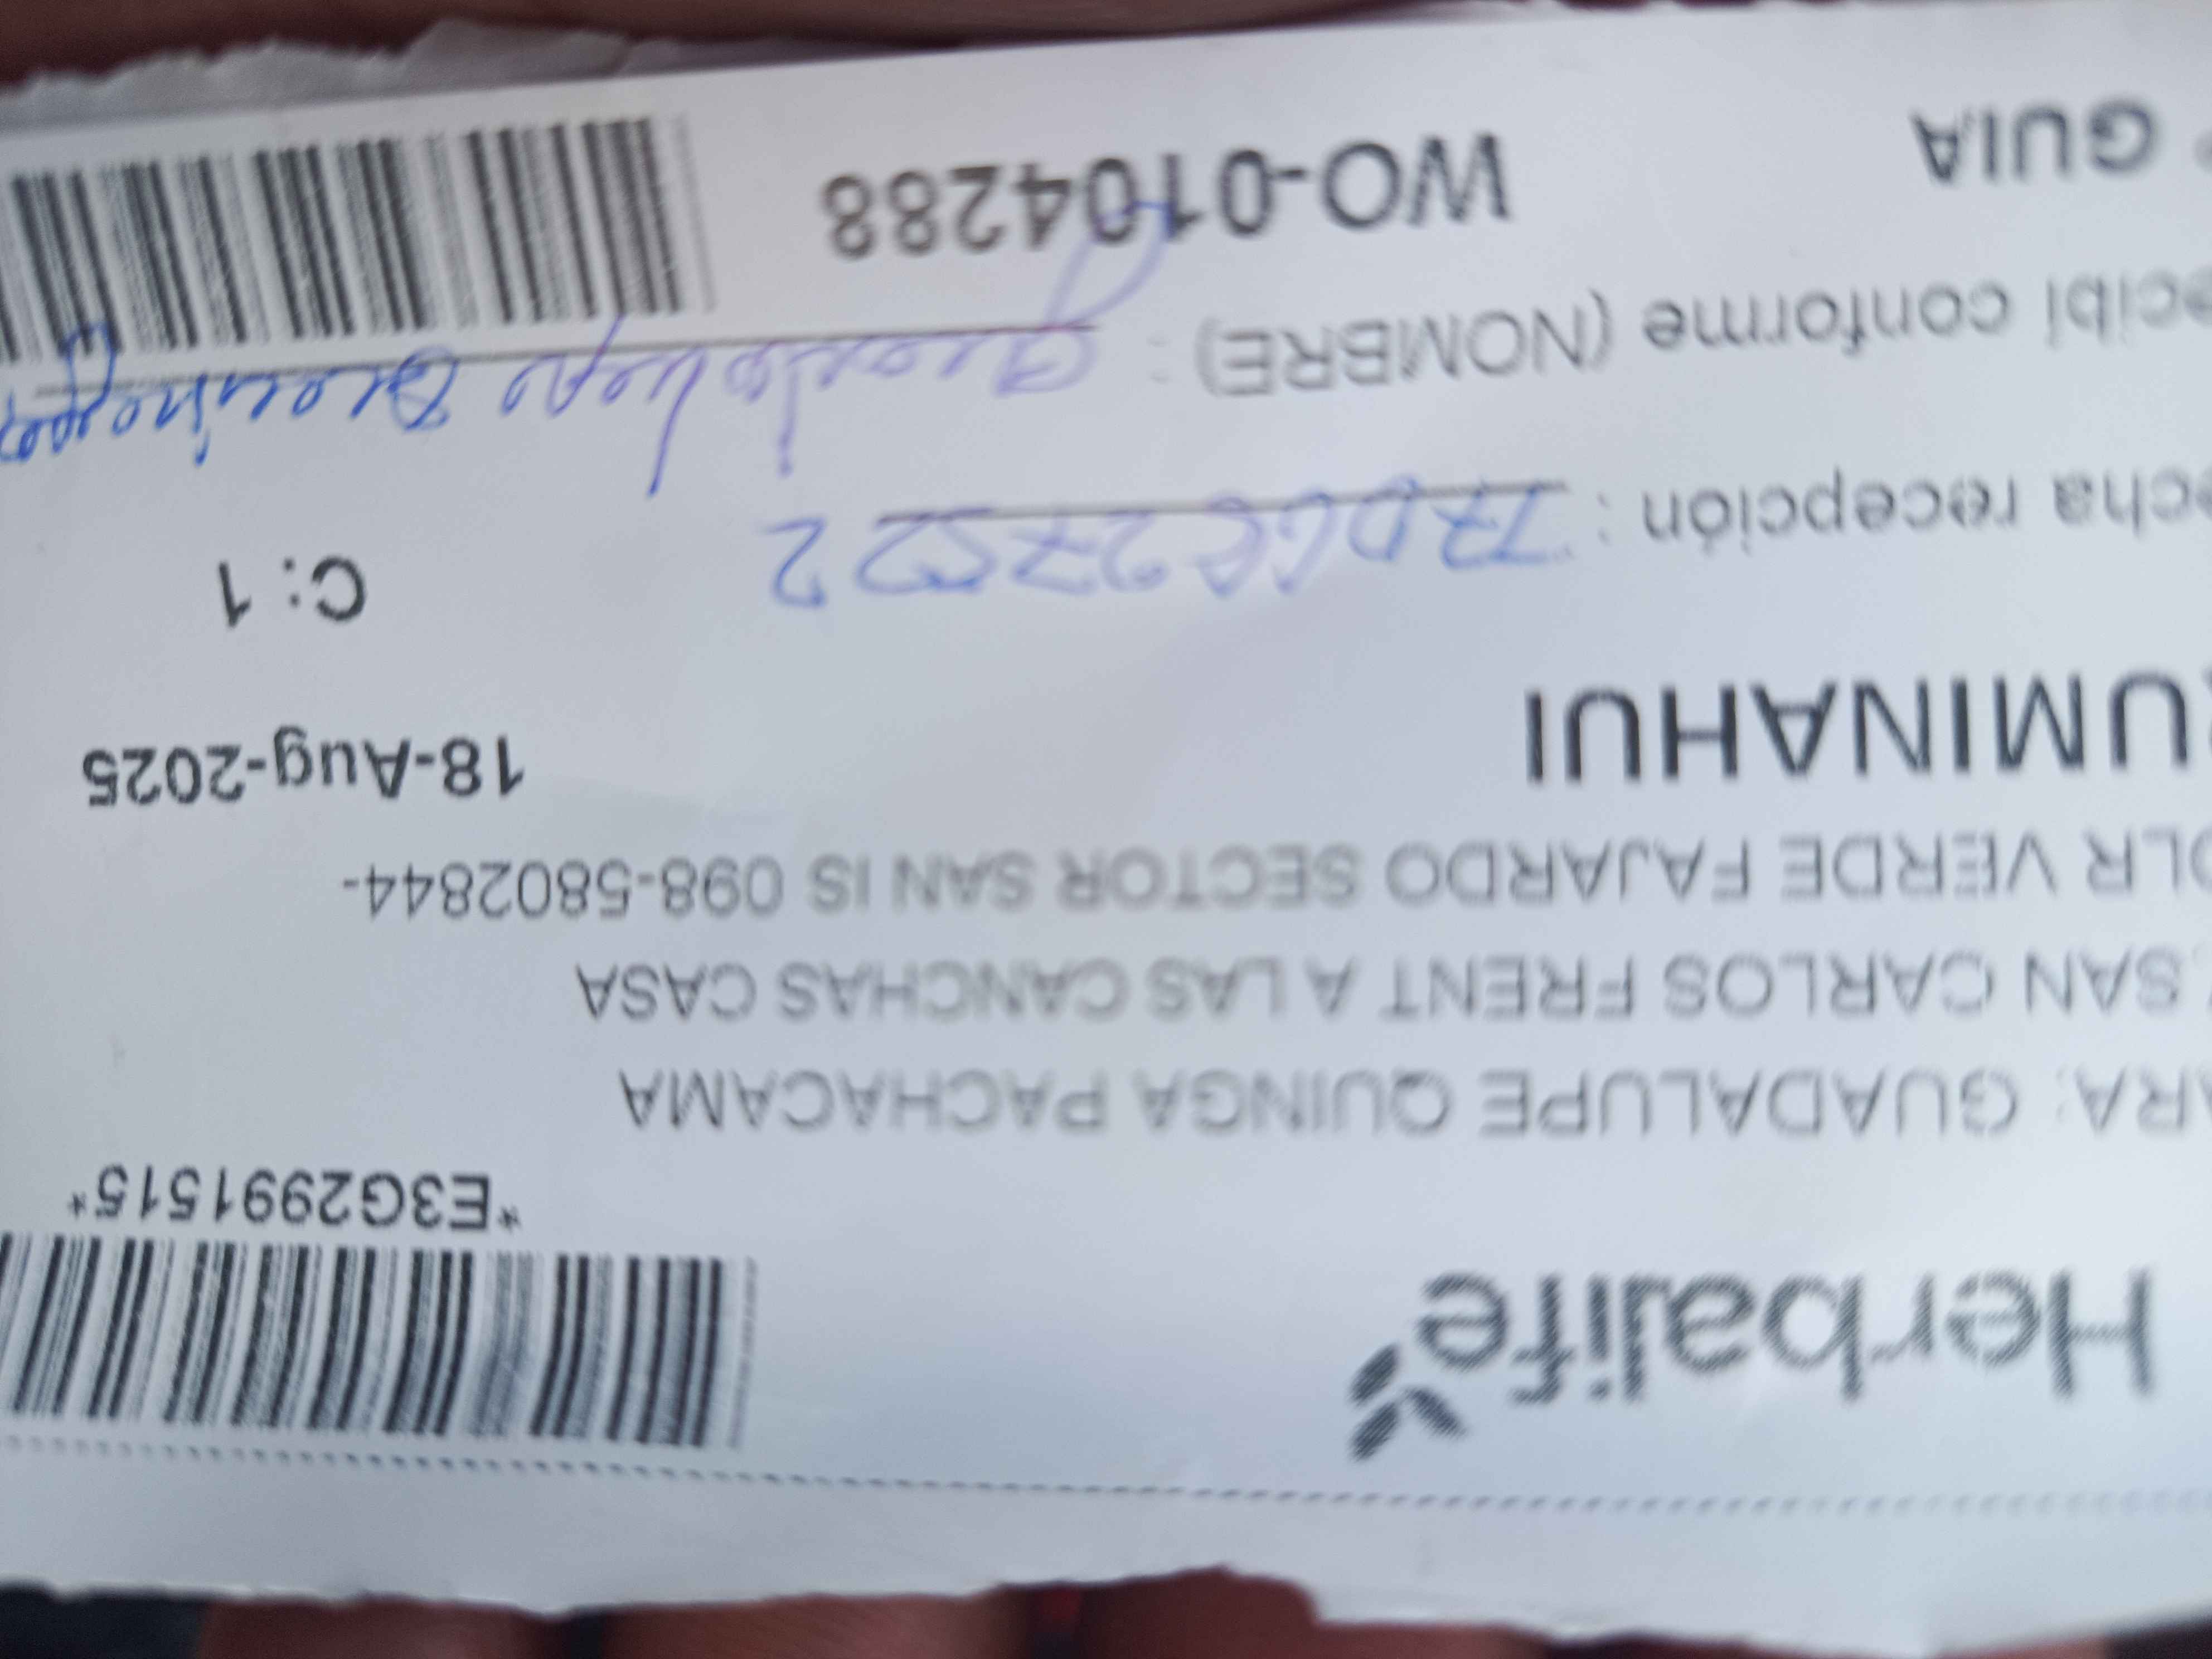 Herbalife
*E3G2991515*
ARA: GUADALUPE QUINGA PACHACAMA
SAN CARLOS FRENT A LAS CANCHAS CASA
OLR VERDE FAJARDO SECTOR SAN IS 098-5802844-
UMINAHUI
18-Aug-2025
C: 1
cha recepción :
ecibi conforme (NOMBRE) :
GUIA WO-0104288